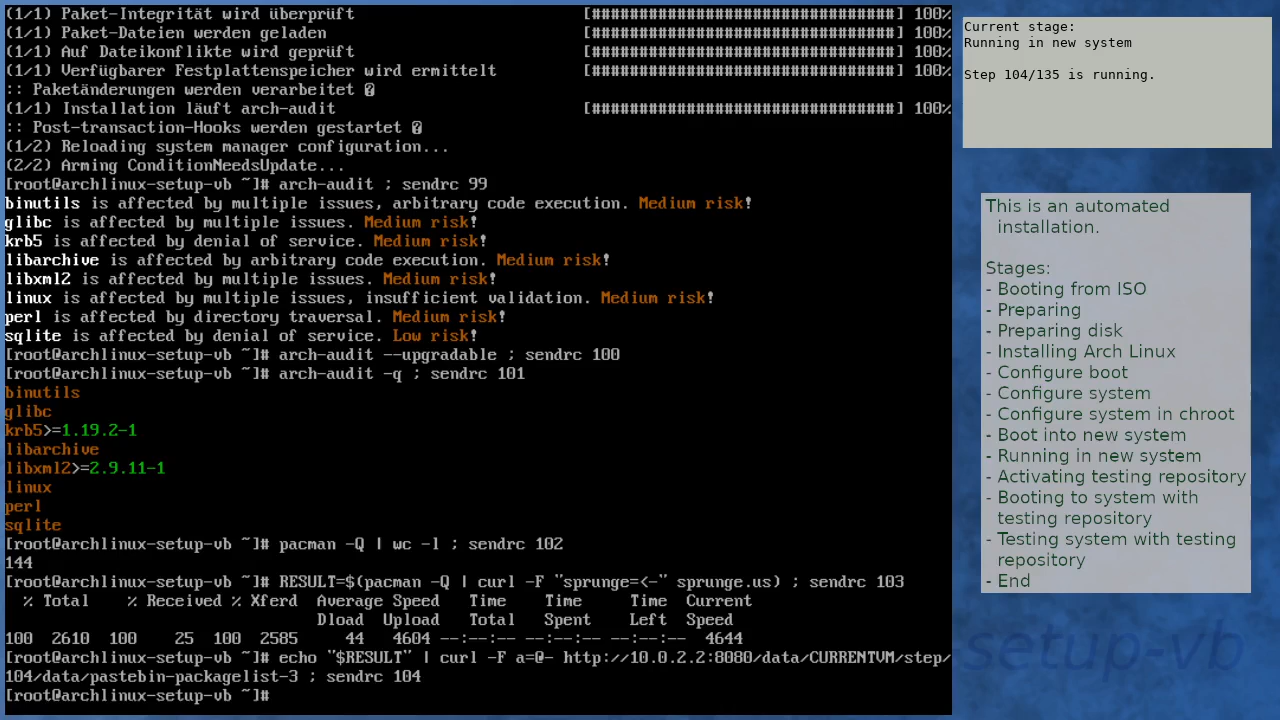 (1/1) Paket-Integrität wird überprüft [################################] 100%
(1/1) Paket-Dateien werden geladen [################################] 100%
(1/1) Auf Dateikonflikte wird geprüft [################################] 100%
(1/1) Verfügbarer Festplattenspeicher wird ermittelt [################################] 100%
:: Paketänderungen werden verarbeitet �
(1/1) Installation läuft arch-audit [################################] 100%
:: Post-transaction-Hooks werden gestartet �
(1/2) Reloading system manager configuration...
(2/2) Arming ConditionNeedsUpdate...
[root@archlinux-setup-vb ~]# arch-audit ; sendrc 99
binutils is affected by multiple issues, arbitrary code execution. Medium risk!
glibc is affected by multiple issues. Medium risk!
krb5 is affected by denial of service. Medium risk!
libarchive is affected by arbitrary code execution. Medium risk!
libxml2 is affected by multiple issues. Medium risk!
linux is affected by multiple issues, insufficient validation. Medium risk!
perl is affected by directory traversal. Medium risk!
sqlite is affected by denial of service. Low risk!
[root@archlinux-setup-vb ~]# arch-audit --upgradable ; sendrc 100
[root@archlinux-setup-vb ~]# arch-audit -q ; sendrc 101
binutils
glibc
krb5>=1.19.2-1
libarchive
libxml2>=2.9.11-1
linux
perl
sqlite
[root@archlinux-setup-vb ~]# pacman -Q | wc -l ; sendrc 102
144
[root@archlinux-setup-vb ~]# RESULT=$(pacman -Q | curl -F "sprunge=<-" sprunge.us) ; sendrc 103
% Total % Received % Xferd Average Speed Time Time Time Current
Dload Upload Total Spent Left Speed
100 2610 100 25 100 2585 44 4604 --:--:-- --:--:-- --:--:-- 4644
[root@archlinux-setup-vb ~]# echo "$RESULT" | curl -F a=@- http://10.0.2.2:8080/data/CURRENTVM/step/
104/data/pastebin-packagelist-3 ; sendrc 104
[root@archlinux-setup-vb ~]#
Current stage:
Running in new system
Step 104/135 is running.
This is an automated
installation.
Stages:
- Booting from ISO
- Preparing
- Preparing disk
- Installing Arch Linux
- Configure boot
- Configure system
- Configure system in chroot
- Boot into new system
- Running in new system
- Activating testing repository
- Booting to system with
testing repository
- Testing system with testing
repository
- End
setup-vb